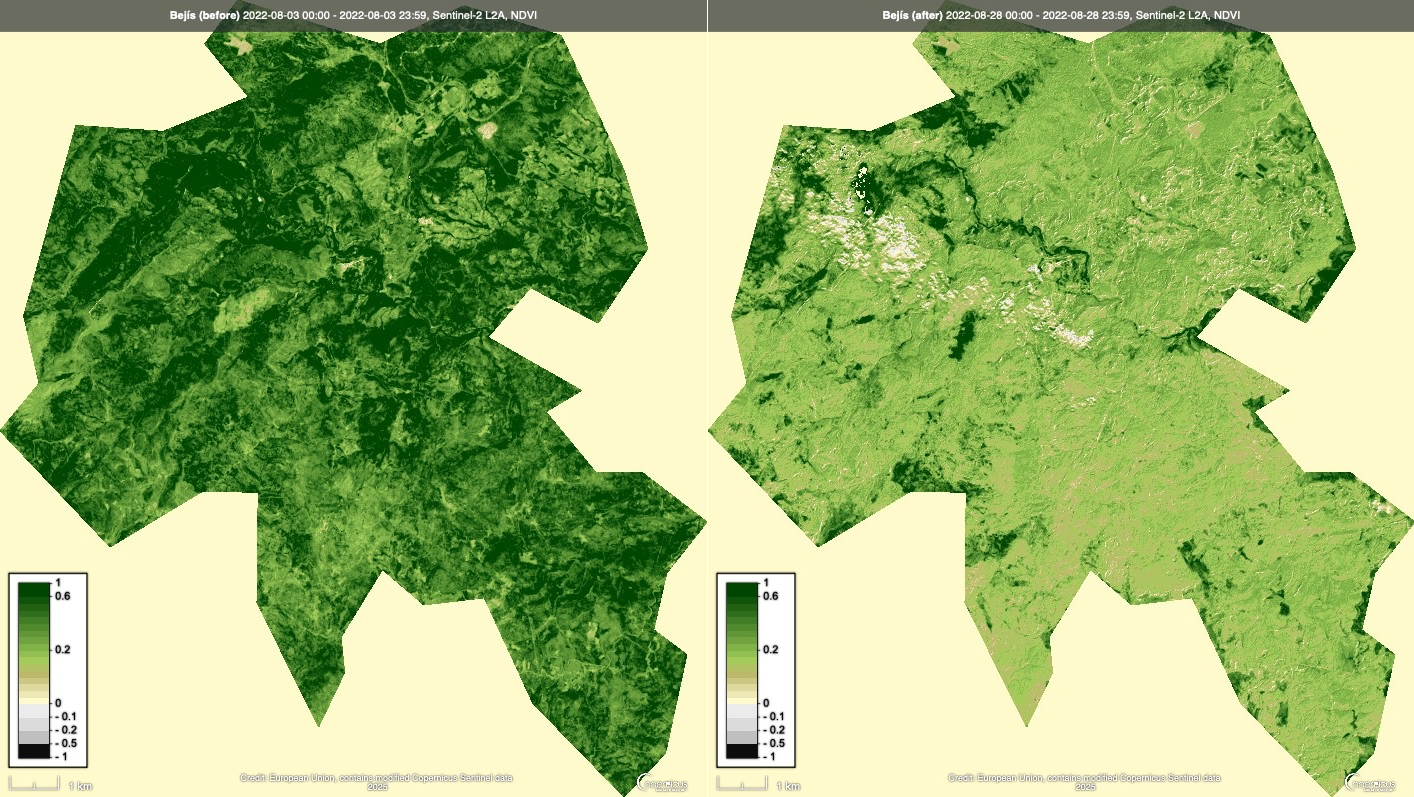 Bejís (before) 2022-08-03 00:00 - 2022-08-03 23:59, Sentinel-2 L2A, NDVI
1
0.6
0.2
0
- 0.1
- 0.2
- 0.5
- 1
1 km
Credit: European Union, contains modified Copernicus Sentinel data
2025
opernicus
Bejís (after) 2022-08-28 00:00 - 2022-08-28 23:59, Sentinel-2 L2A, NDVI
1
0.6
0.2
0
- 0.1
- 0.2
- 0.5
- 1
1 km
Credit: European Union, contains modified Copernicus Sentinel data
2025
opernicus